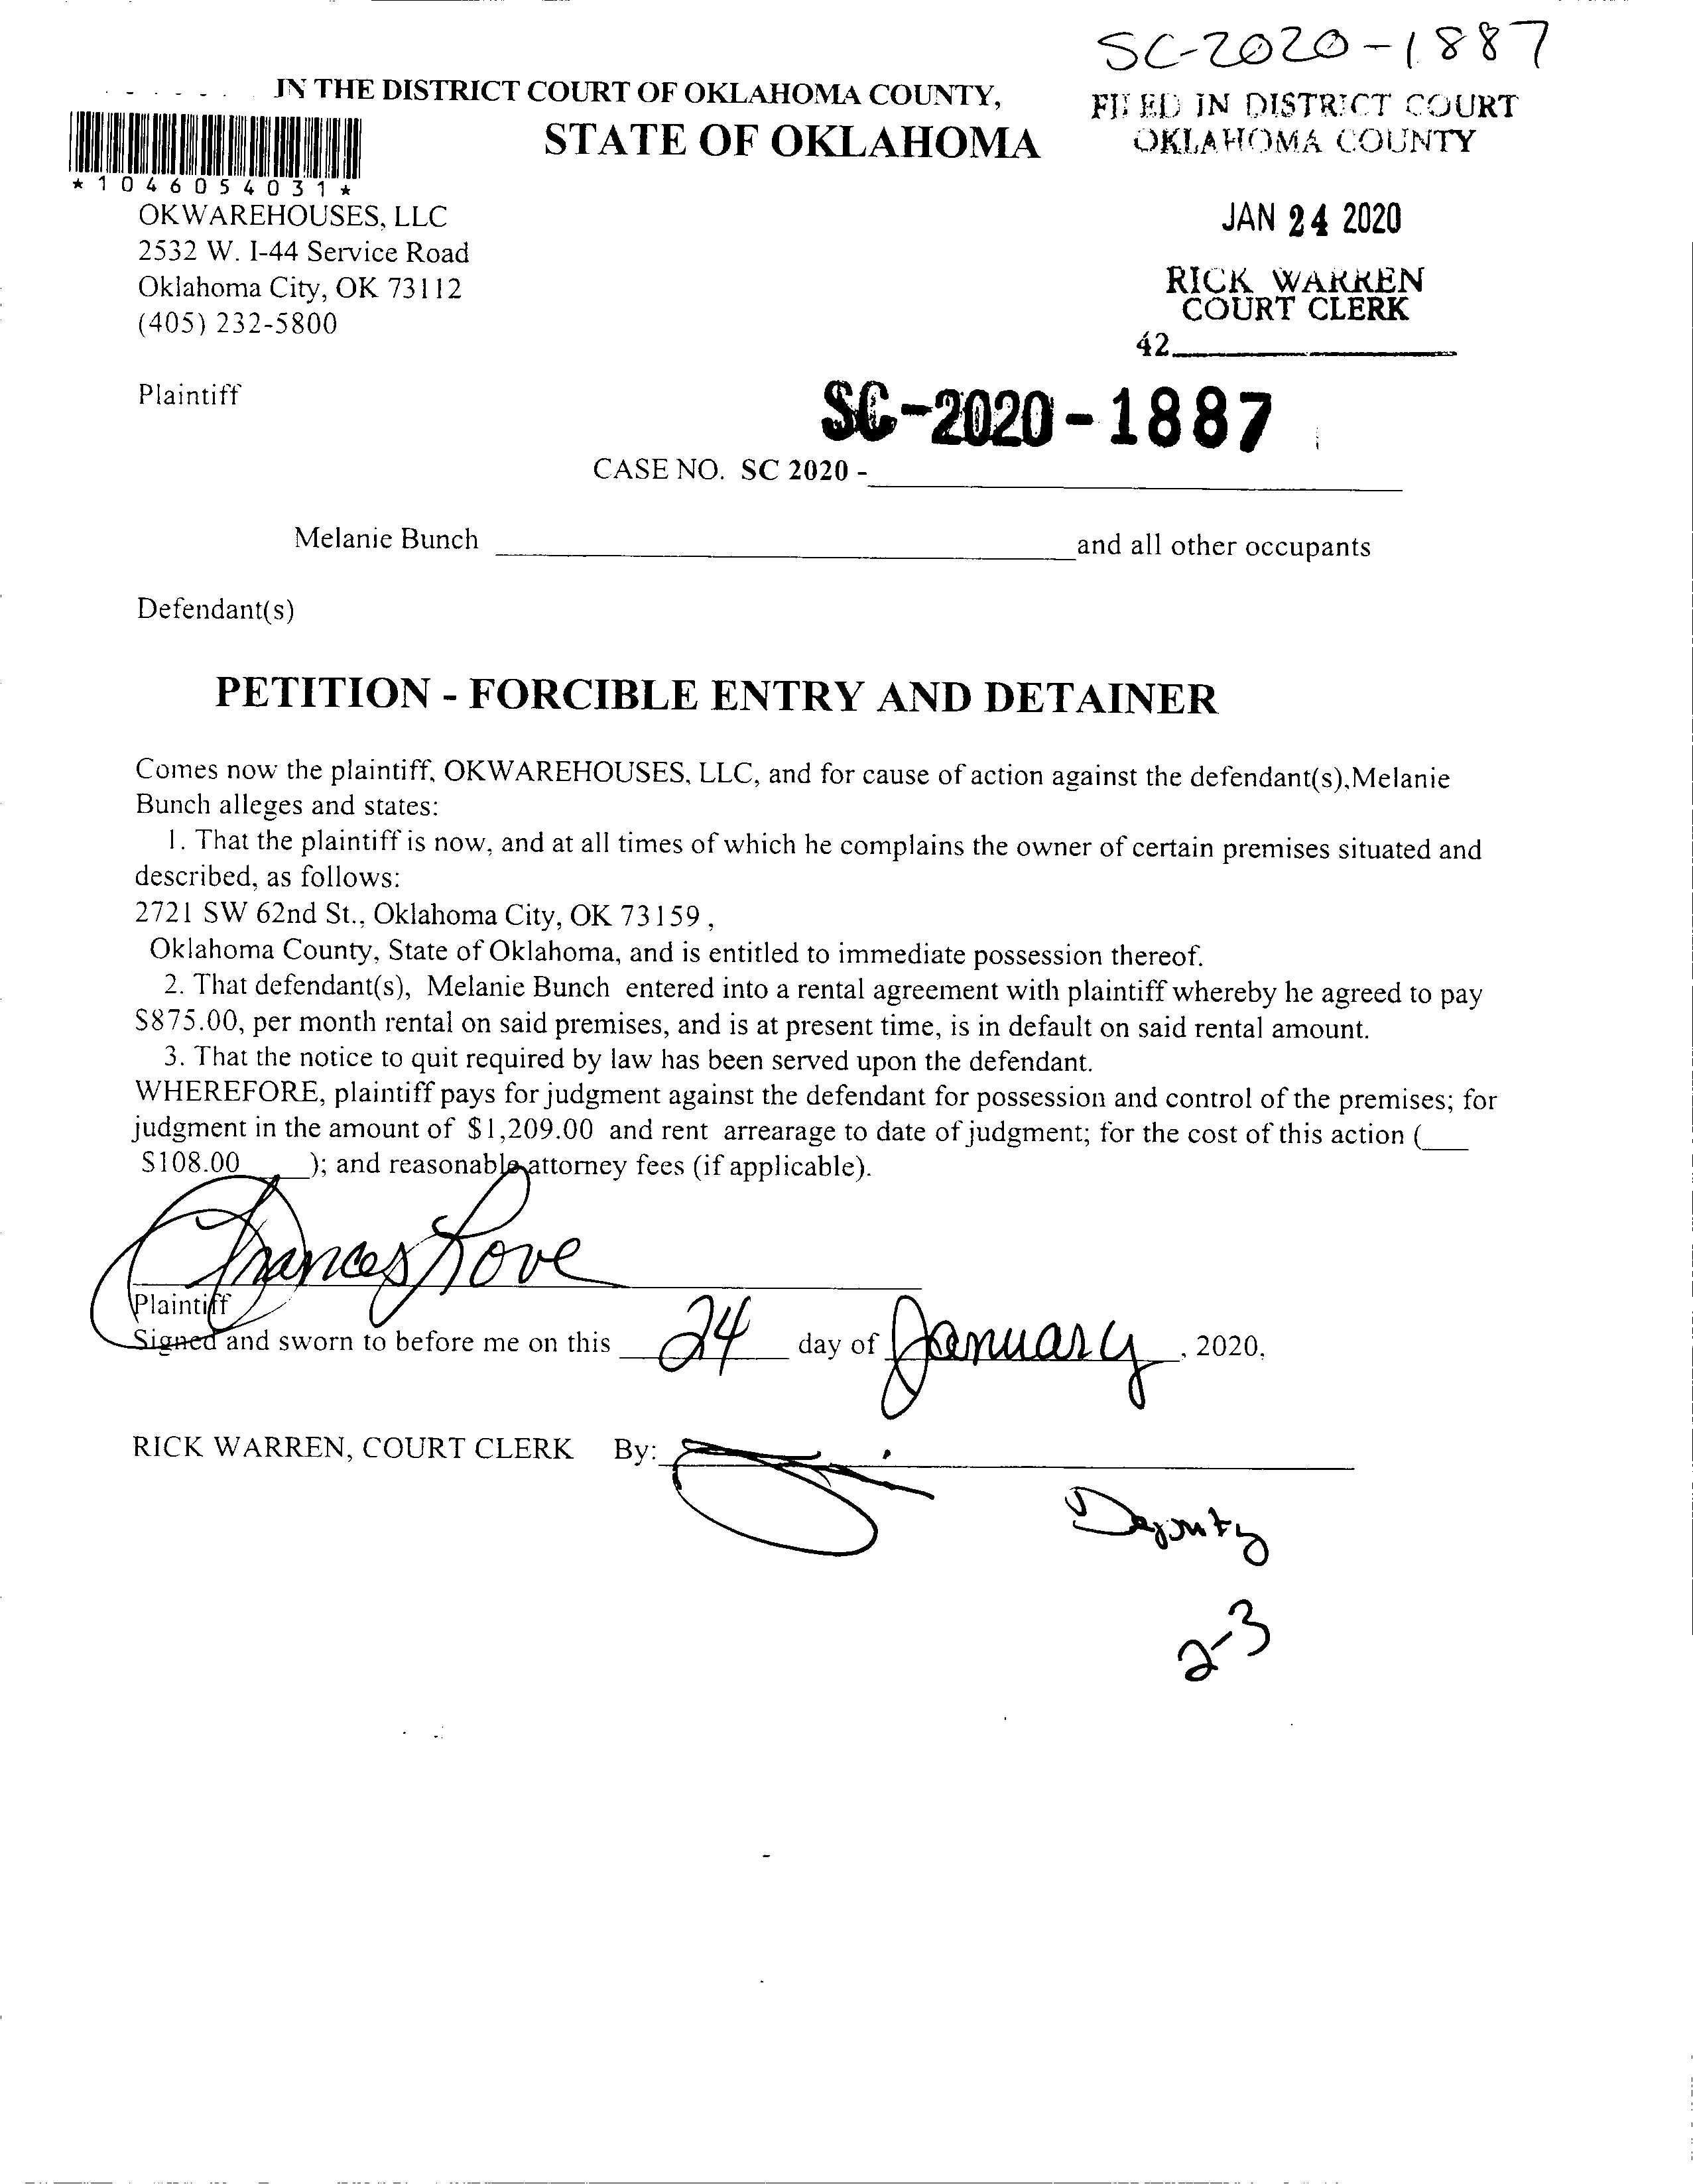 SC-2020-1887
IN THE DISTRICT COURT OF OKLAHOMA COUNTY,
STATE OF OKLAHOMA
FILED IN DISTRICT COURT
OKLAHOMA COUNTY
JAN 24 2020
RICK WARREN
COURT CLERK
42
*1046054031*
OKWAREHOUSES, LLC
2532 W. I-44 Service Road
Oklahoma City, OK 73112
(405) 232-5800
Plaintiff
SC-2020-1887
CASE NO. SC 2020 -
Melanie Bunch and all other occupants
Defendant(s)
PETITION - FORCIBLE ENTRY AND DETAINER
Comes now the plaintiff, OKWAREHOUSES, LLC, and for cause of action against the defendant(s),Melanie
Bunch alleges and states:
1. That the plaintiff is now, and at all times of which he complains the owner of certain premises situated and
described, as follows:
2721 SW 62nd St., Oklahoma City, OK 73159 ,
Oklahoma County, State of Oklahoma, and is entitled to immediate possession thereof.
2. That defendant(s), Melanie Bunch entered into a rental agreement with plaintiff whereby he agreed to pay
$875.00, per month rental on said premises, and is at present time, is in default on said rental amount.
3. That the notice to quit required by law has been served upon the defendant.
WHEREFORE, plaintiff pays for judgment against the defendant for possession and control of the premises; for
judgment in the amount of $1,209.00 and rent arrearage to date of judgment; for the cost of this action (___
$108.00 ____); and reasonable attorney fees (if applicable).
Frances Love
Plaintiff
Signed and sworn to before me on this 24 day of January, 2020,
RICK WARREN, COURT CLERK By:
Deputy
2-3